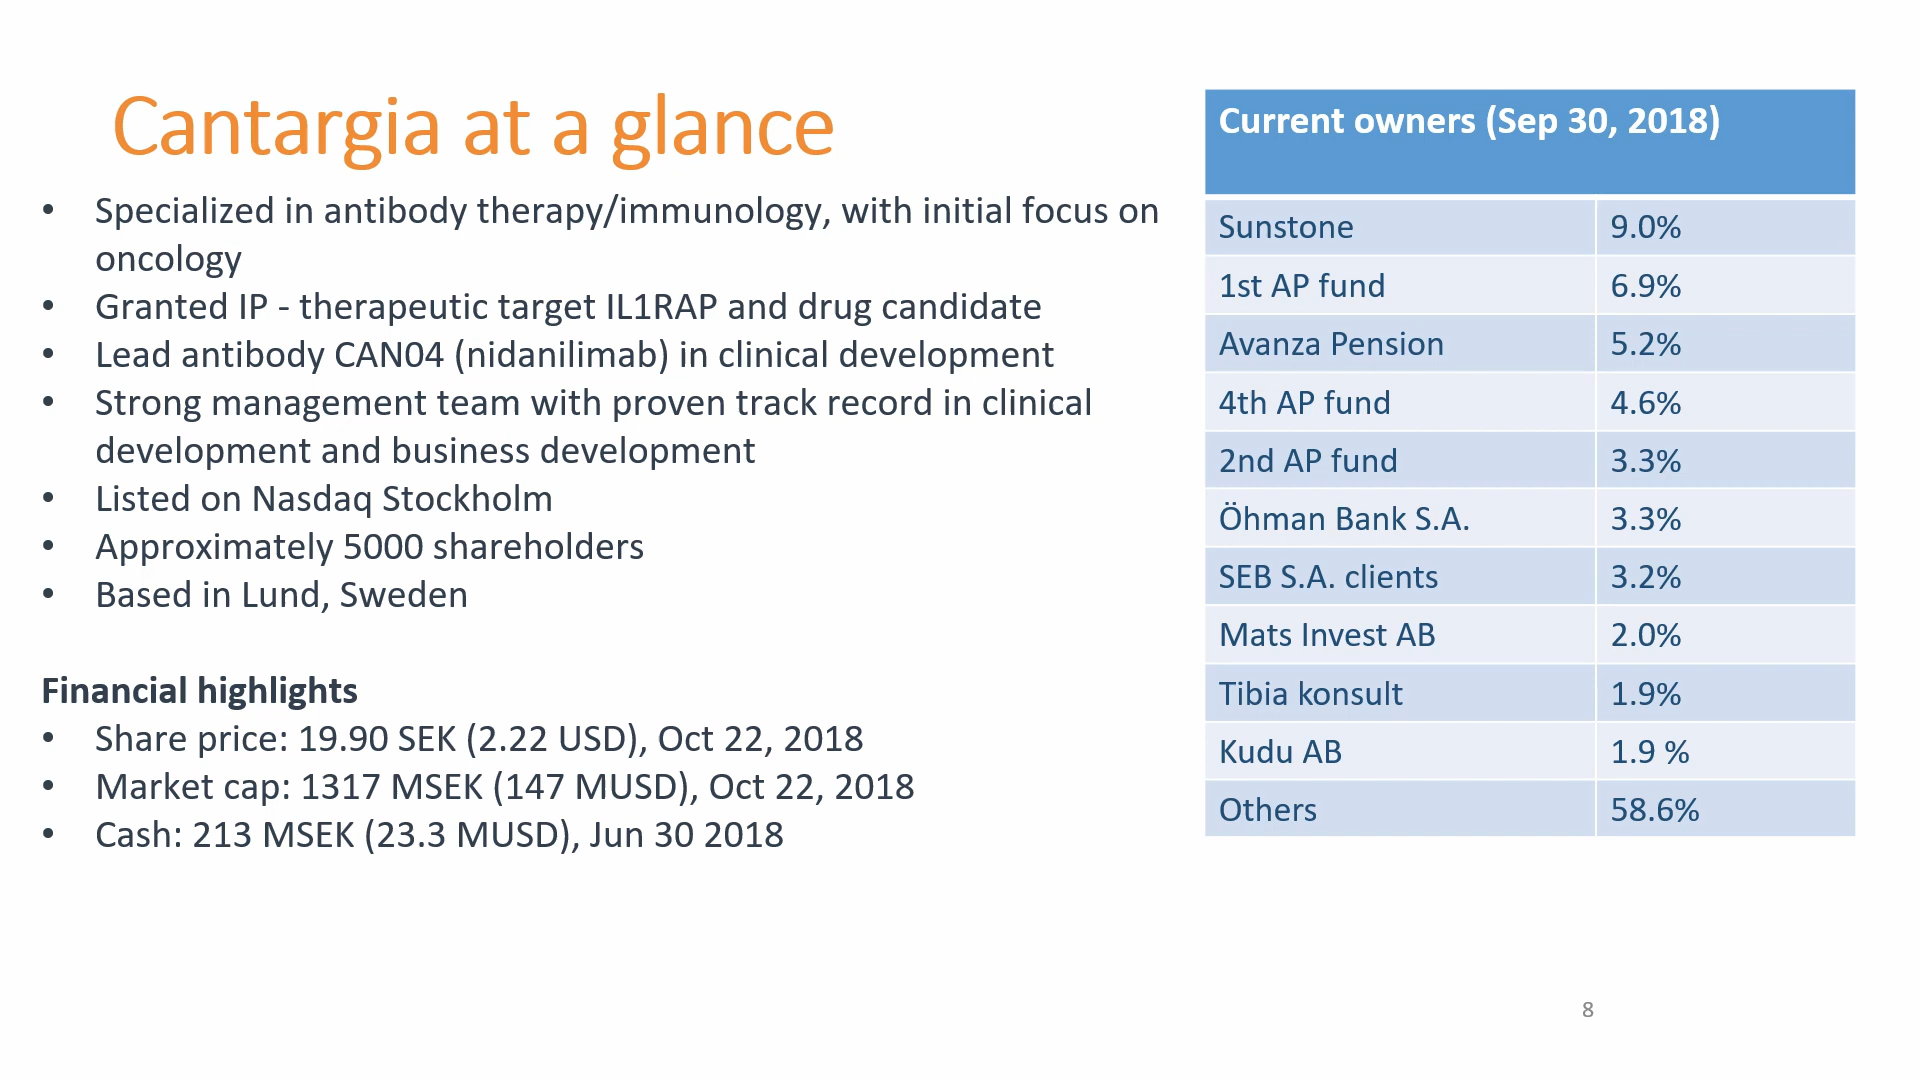 Cantargia at a glance
• Specialized in antibody therapy/immunology, with initial focus on
oncology
• Granted IP - therapeutic target IL1RAP and drug candidate
• Lead antibody CAN04 (nidanilimab) in clinical development
• Strong management team with proven track record in clinical
development and business development
• Listed on Nasdaq Stockholm
• Approximately 5000 shareholders
• Based in Lund, Sweden
Financial highlights
• Share price: 19.90 SEK (2.22 USD), Oct 22, 2018
• Market cap: 1317 MSEK (147 MUSD), Oct 22, 2018
• Cash: 213 MSEK (23.3 MUSD), Jun 30 2018
Current owners (Sep 30, 2018)
Sunstone 9.0%
1st AP fund 6.9%
Avanza Pension 5.2%
4th AP fund 4.6%
2nd AP fund 3.3%
Öhman Bank S.A. 3.3%
SEB S.A. clients 3.2%
Mats Invest AB 2.0%
Tibia konsult 1.9%
Kudu AB 1.9 %
Others 58.6%
8